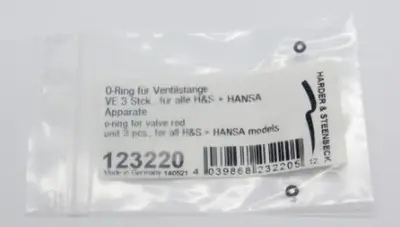 O-Ring für Ventilstange
VE 3 Stck., für alle H&S + HANSA
Apparate
o-ring for valve rod
unit 3 pcs., for all H&S + HANSA models
123220
Made in Germany 140521
4 039868 232205
12
HARDER & STEENBECK